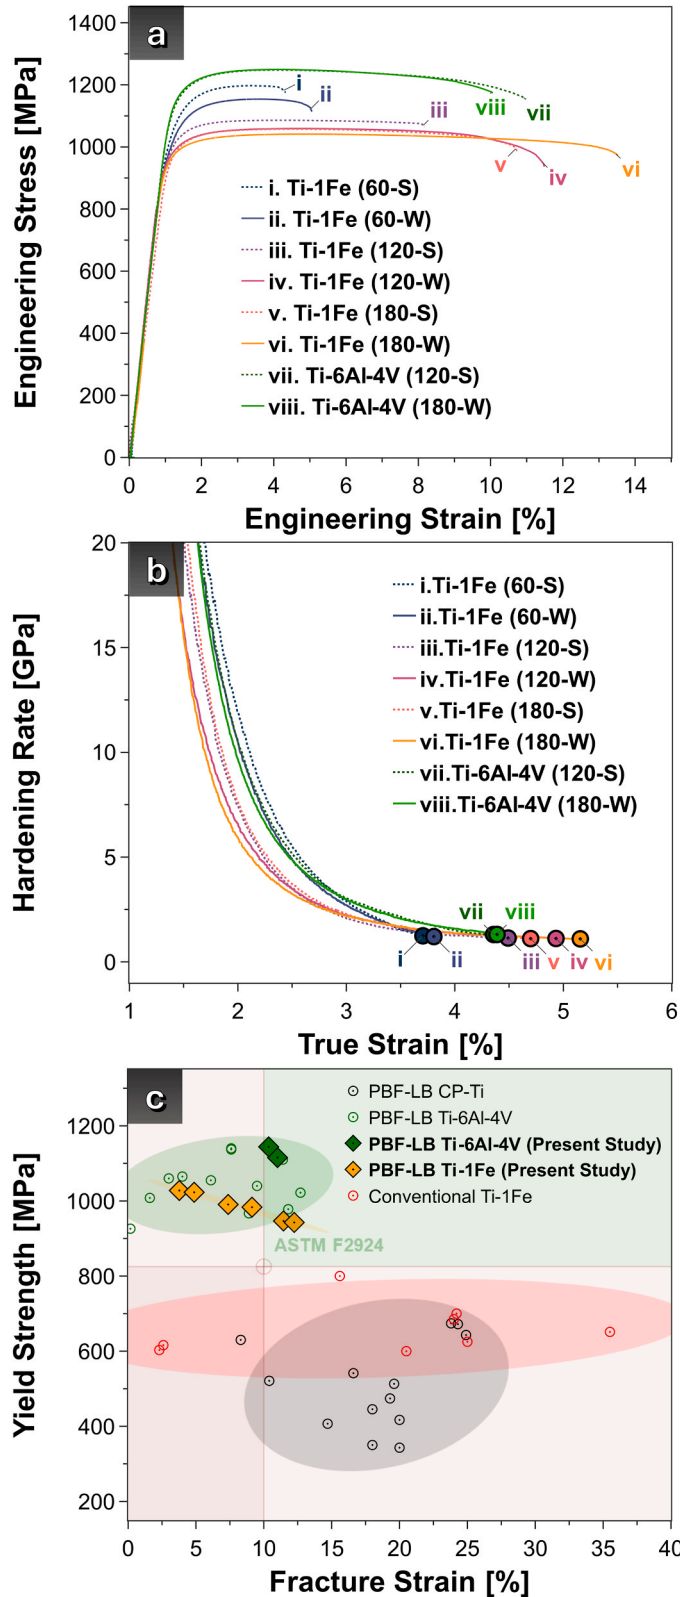 a
Engineering Stress [MPa]
1400
1200
1000
800
600
400
200
0
i
ii
iii
viii
vii
v
iv
vi
i. Ti-1Fe (60-S)
ii. Ti-1Fe (60-W)
iii. Ti-1Fe (120-S)
iv. Ti-1Fe (120-W)
v. Ti-1Fe (180-S)
vi. Ti-1Fe (180-W)
vii. Ti-6Al-4V (120-S)
viii. Ti-6Al-4V (180-W)
0 2 4 6 8 10 12 14
Engineering Strain [%]
b
Hardening Rate [GPa]
20
15
10
5
0
i.Ti-1Fe (60-S)
ii.Ti-1Fe (60-W)
iii.Ti-1Fe (120-S)
iv.Ti-1Fe (120-W)
v.Ti-1Fe (180-S)
vi.Ti-1Fe (180-W)
vii.Ti-6Al-4V (120-S)
viii.Ti-6Al-4V (180-W)
vii viii
i ii iii v iv vi
1 2 3 4 5 6
True Strain [%]
c
Yield Strength [MPa]
1200
1000
800
600
400
200
PBF-LB CP-Ti
PBF-LB Ti-6Al-4V
PBF-LB Ti-6Al-4V (Present Study)
PBF-LB Ti-1Fe (Present Study)
Conventional Ti-1Fe
ASTM F2924
0 5 10 15 20 25 30 35 40
Fracture Strain [%]